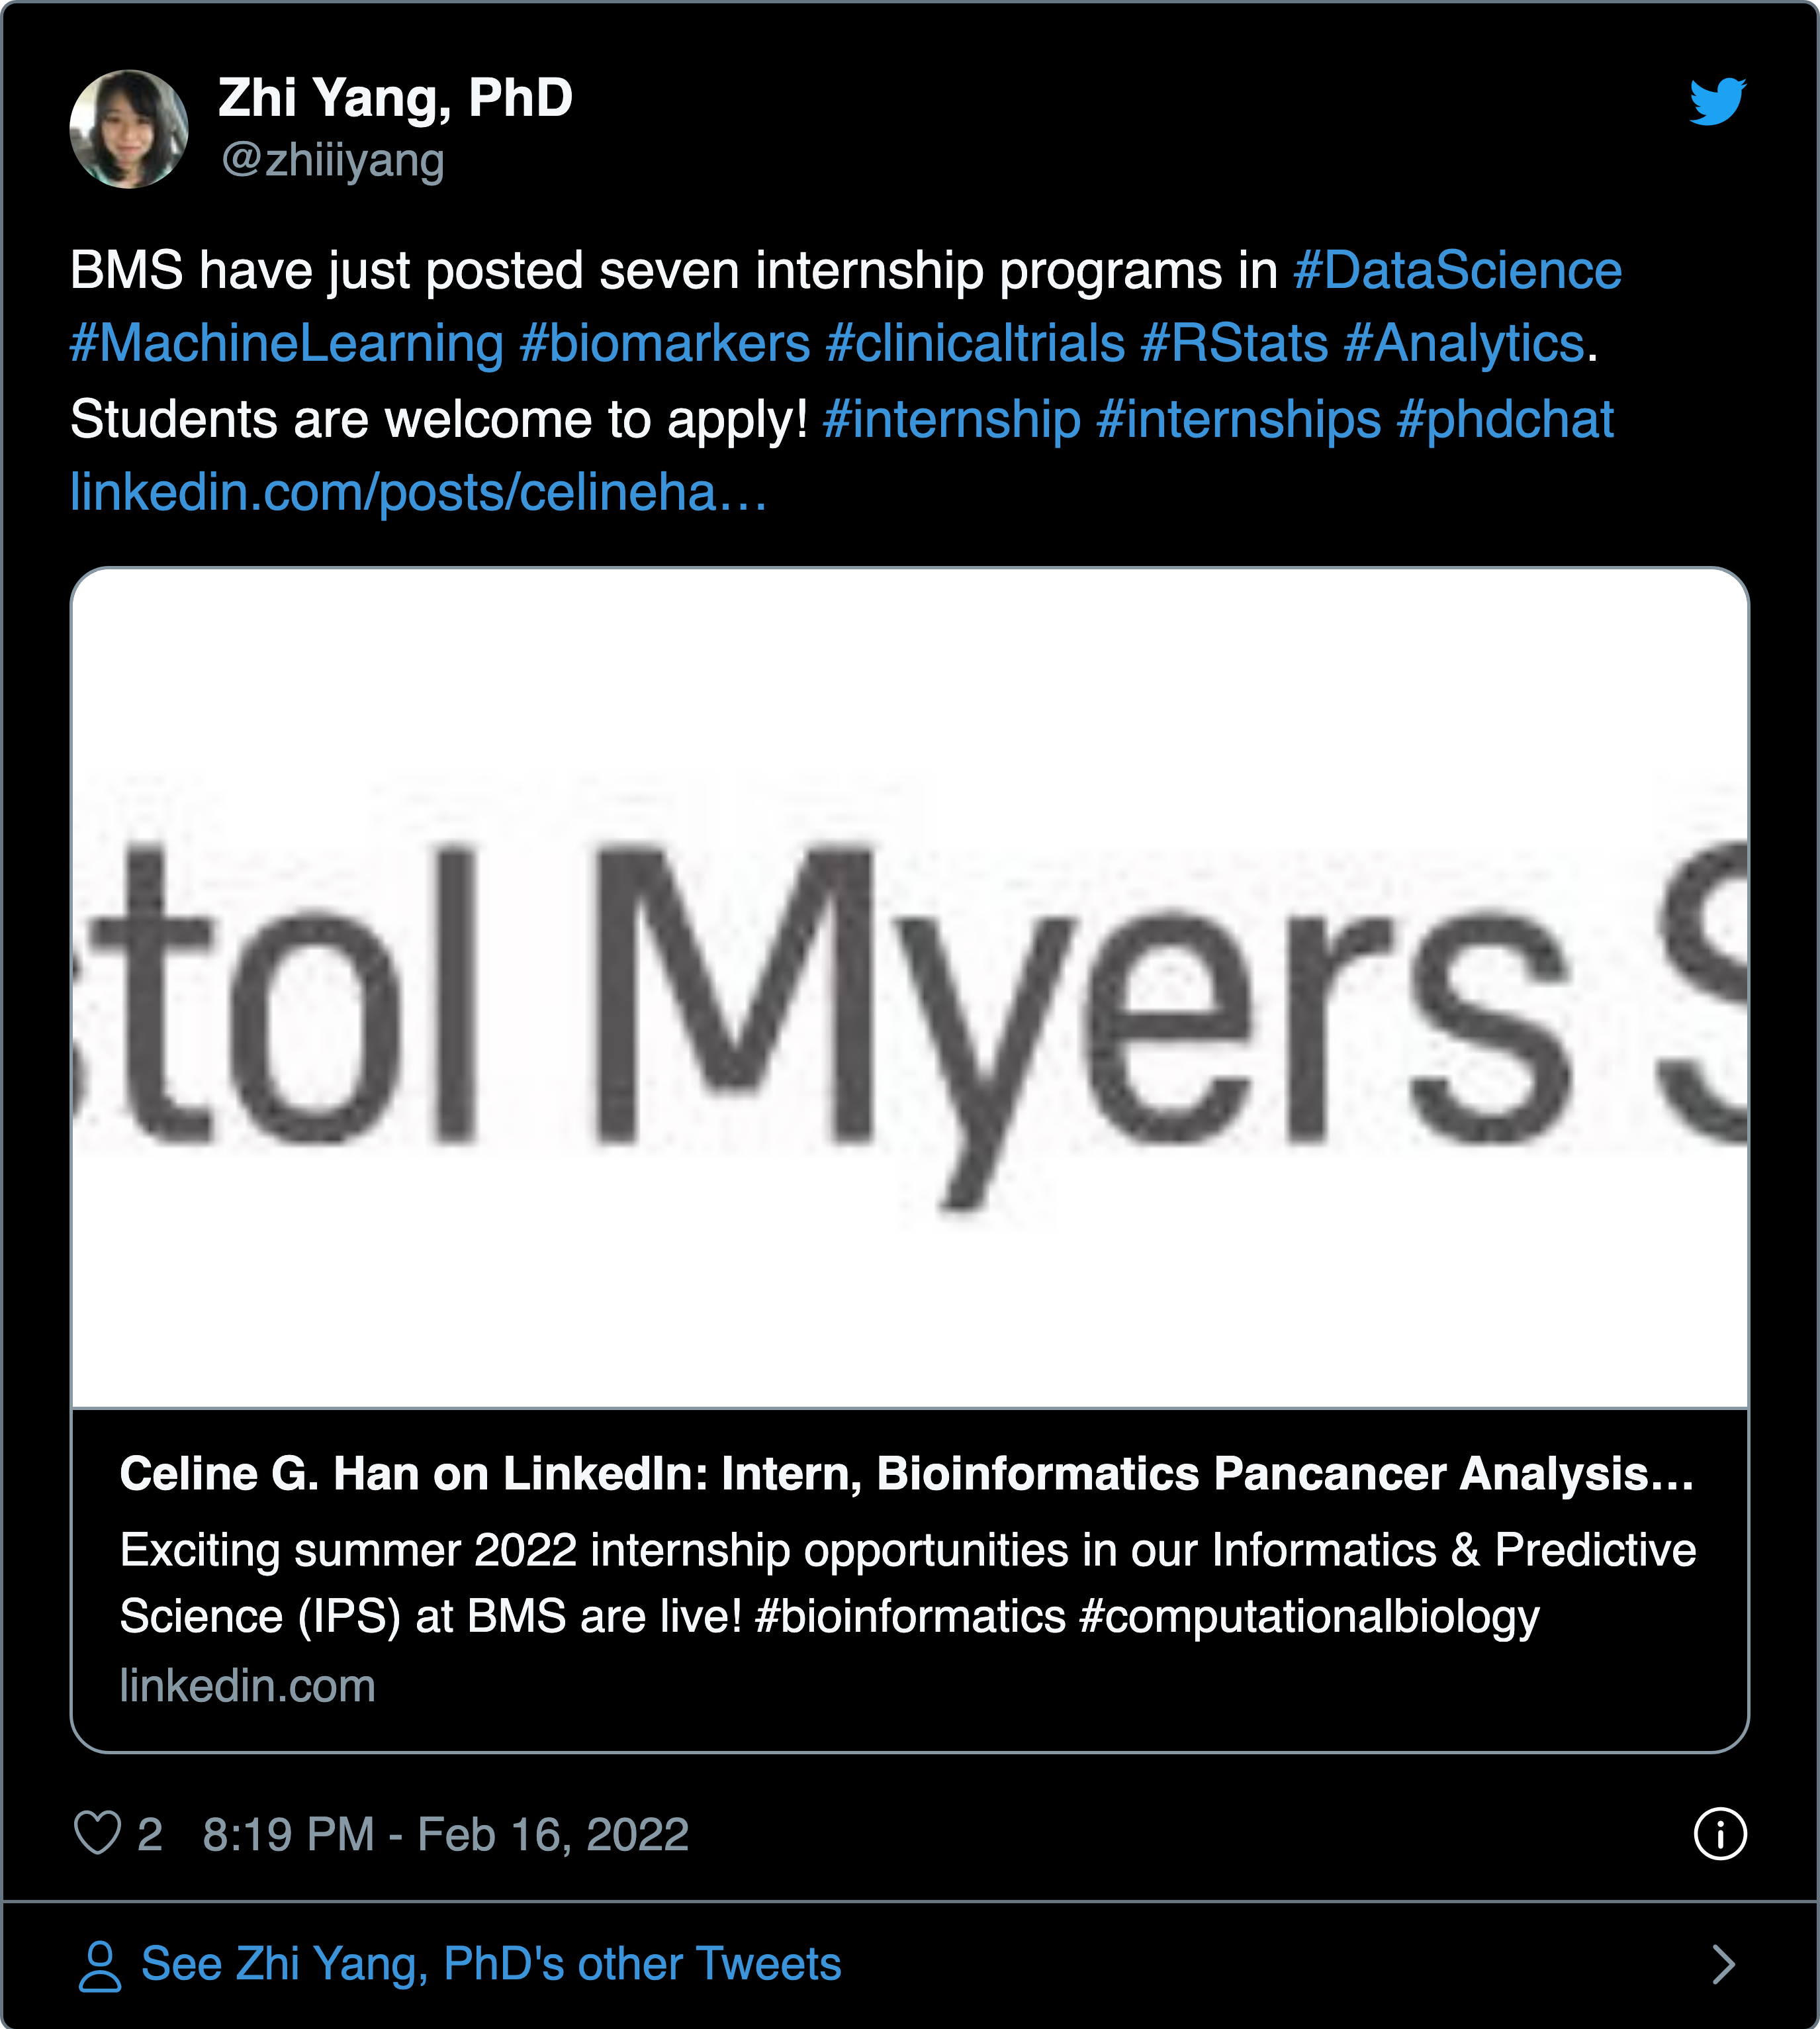 Zhi Yang, PhD
@zhiiiyang
BMS have just posted seven internship programs in #DataScience
#MachineLearning #biomarkers #clinicaltrials #RStats #Analytics.
Students are welcome to apply! #internship #internships #phdchat
linkedin.com/posts/celineha…
stol Myers S
Celine G. Han on LinkedIn: Intern, Bioinformatics Pancancer Analysis…
Exciting summer 2022 internship opportunities in our Informatics & Predictive
Science (IPS) at BMS are live! #bioinformatics #computationalbiology
linkedin.com
2 8:19 PM - Feb 16, 2022
See Zhi Yang, PhD's other Tweets